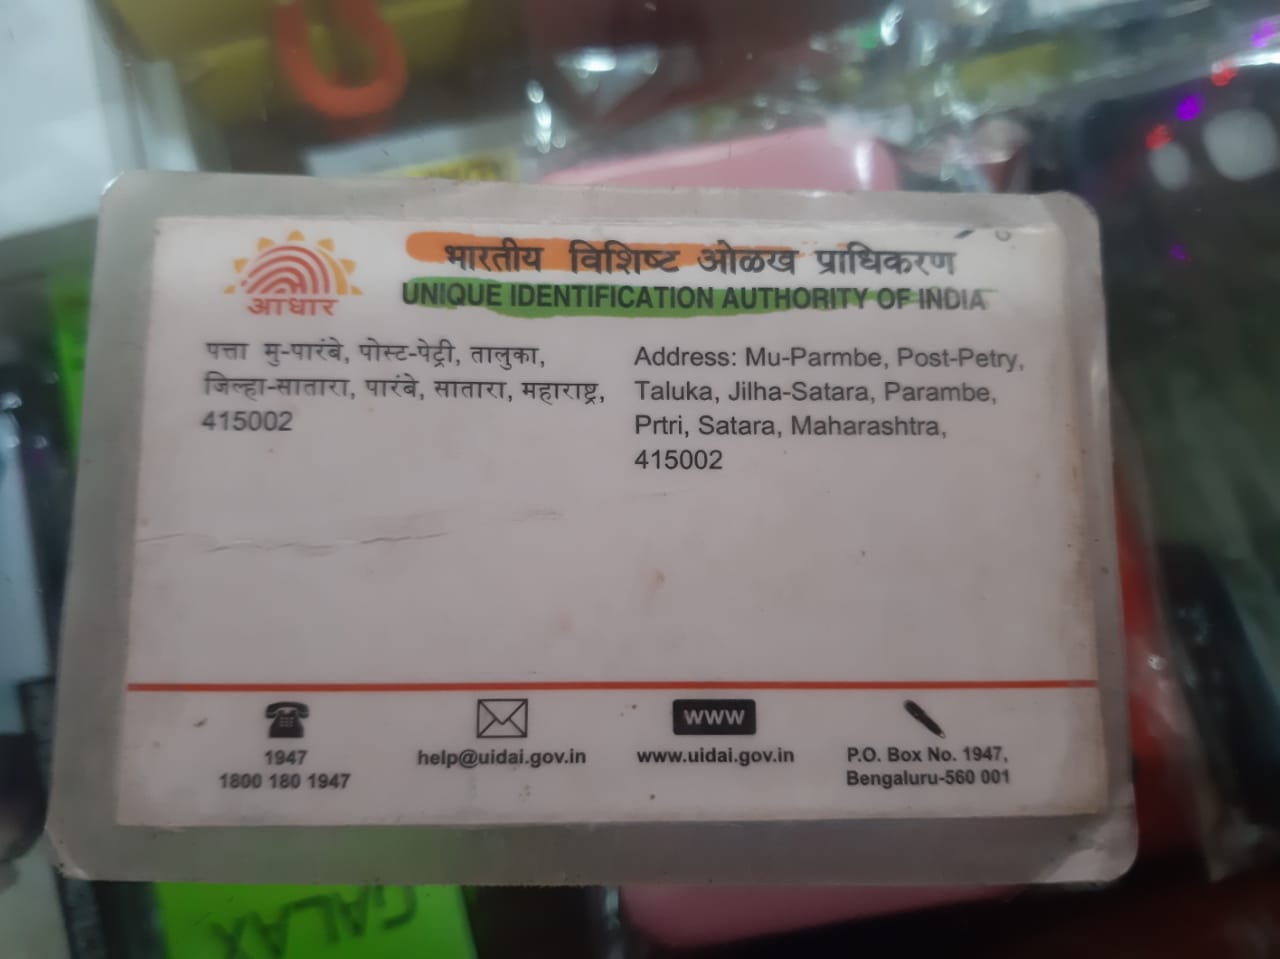 आधार
भारतीय विशिष्ट ओळख प्राधिकरण
UNIQUE IDENTIFICATION AUTHORITY OF INDIA
पत्ता मु-पारंबे, पोस्ट-पेट्री, तालुका,
जिल्हा-सातारा, पारंबे, सातारा, महाराष्ट्र,
415002
Address: Mu-Parmbe, Post-Petry,
Taluka, Jilha-Satara, Parambe,
Prtri, Satara, Maharashtra,
415002
1947
1800 180 1947
help@uidai.gov.in
www
www.uidai.gov.in
P.O. Box No. 1947,
Bengaluru-560 001
GALAX